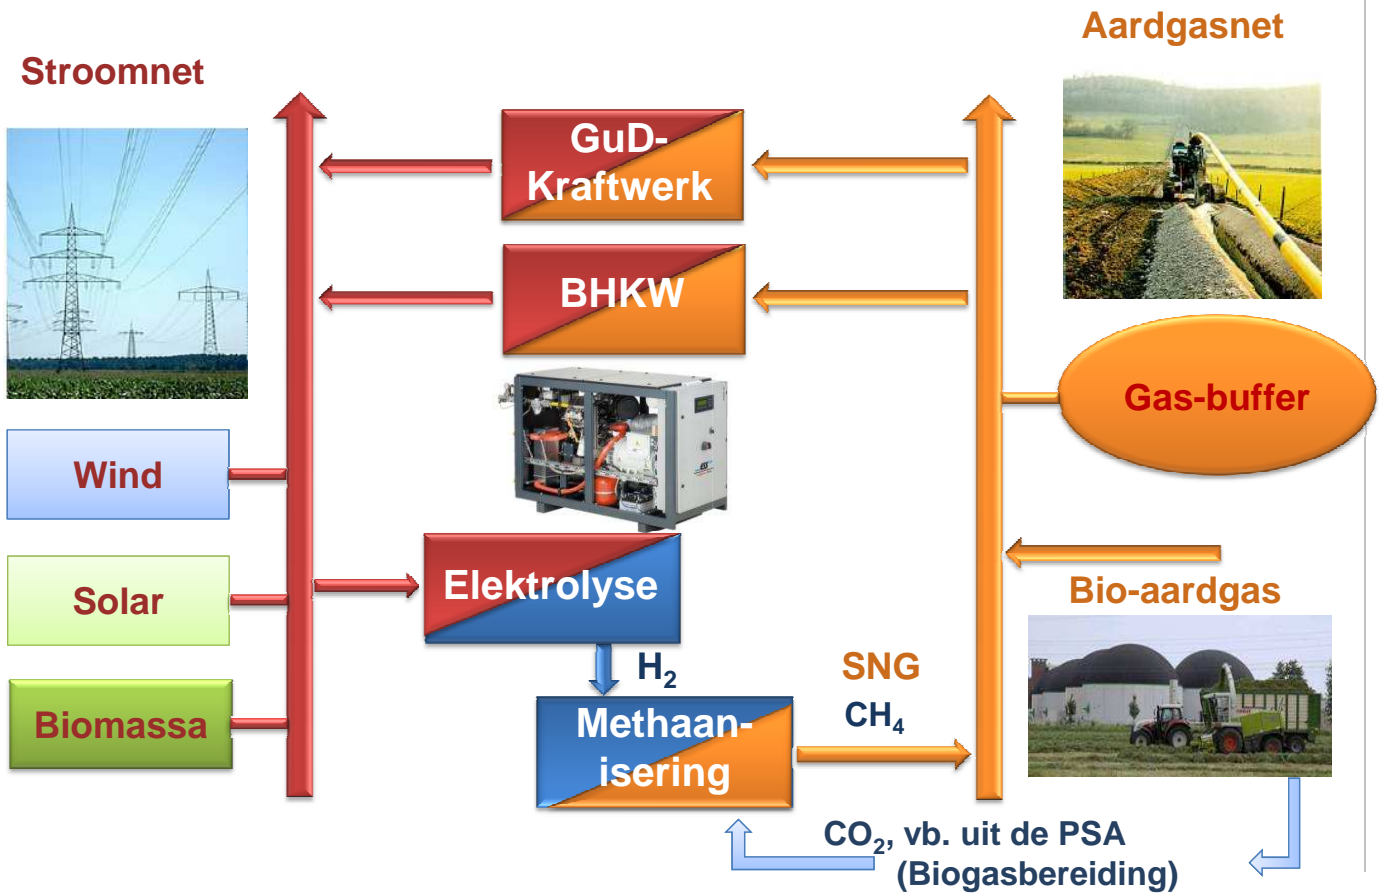 Aardgasnet
Stroomnet
GuD-
Kraftwerk
BHKW
Gas-buffer
Wind
Solar
Biomassa
Elektrolyse
H2
Bio-aardgas
SNG
CH4
Methaan-
isering
CO2, vb. uit de PSA
(Biogasbereiding)